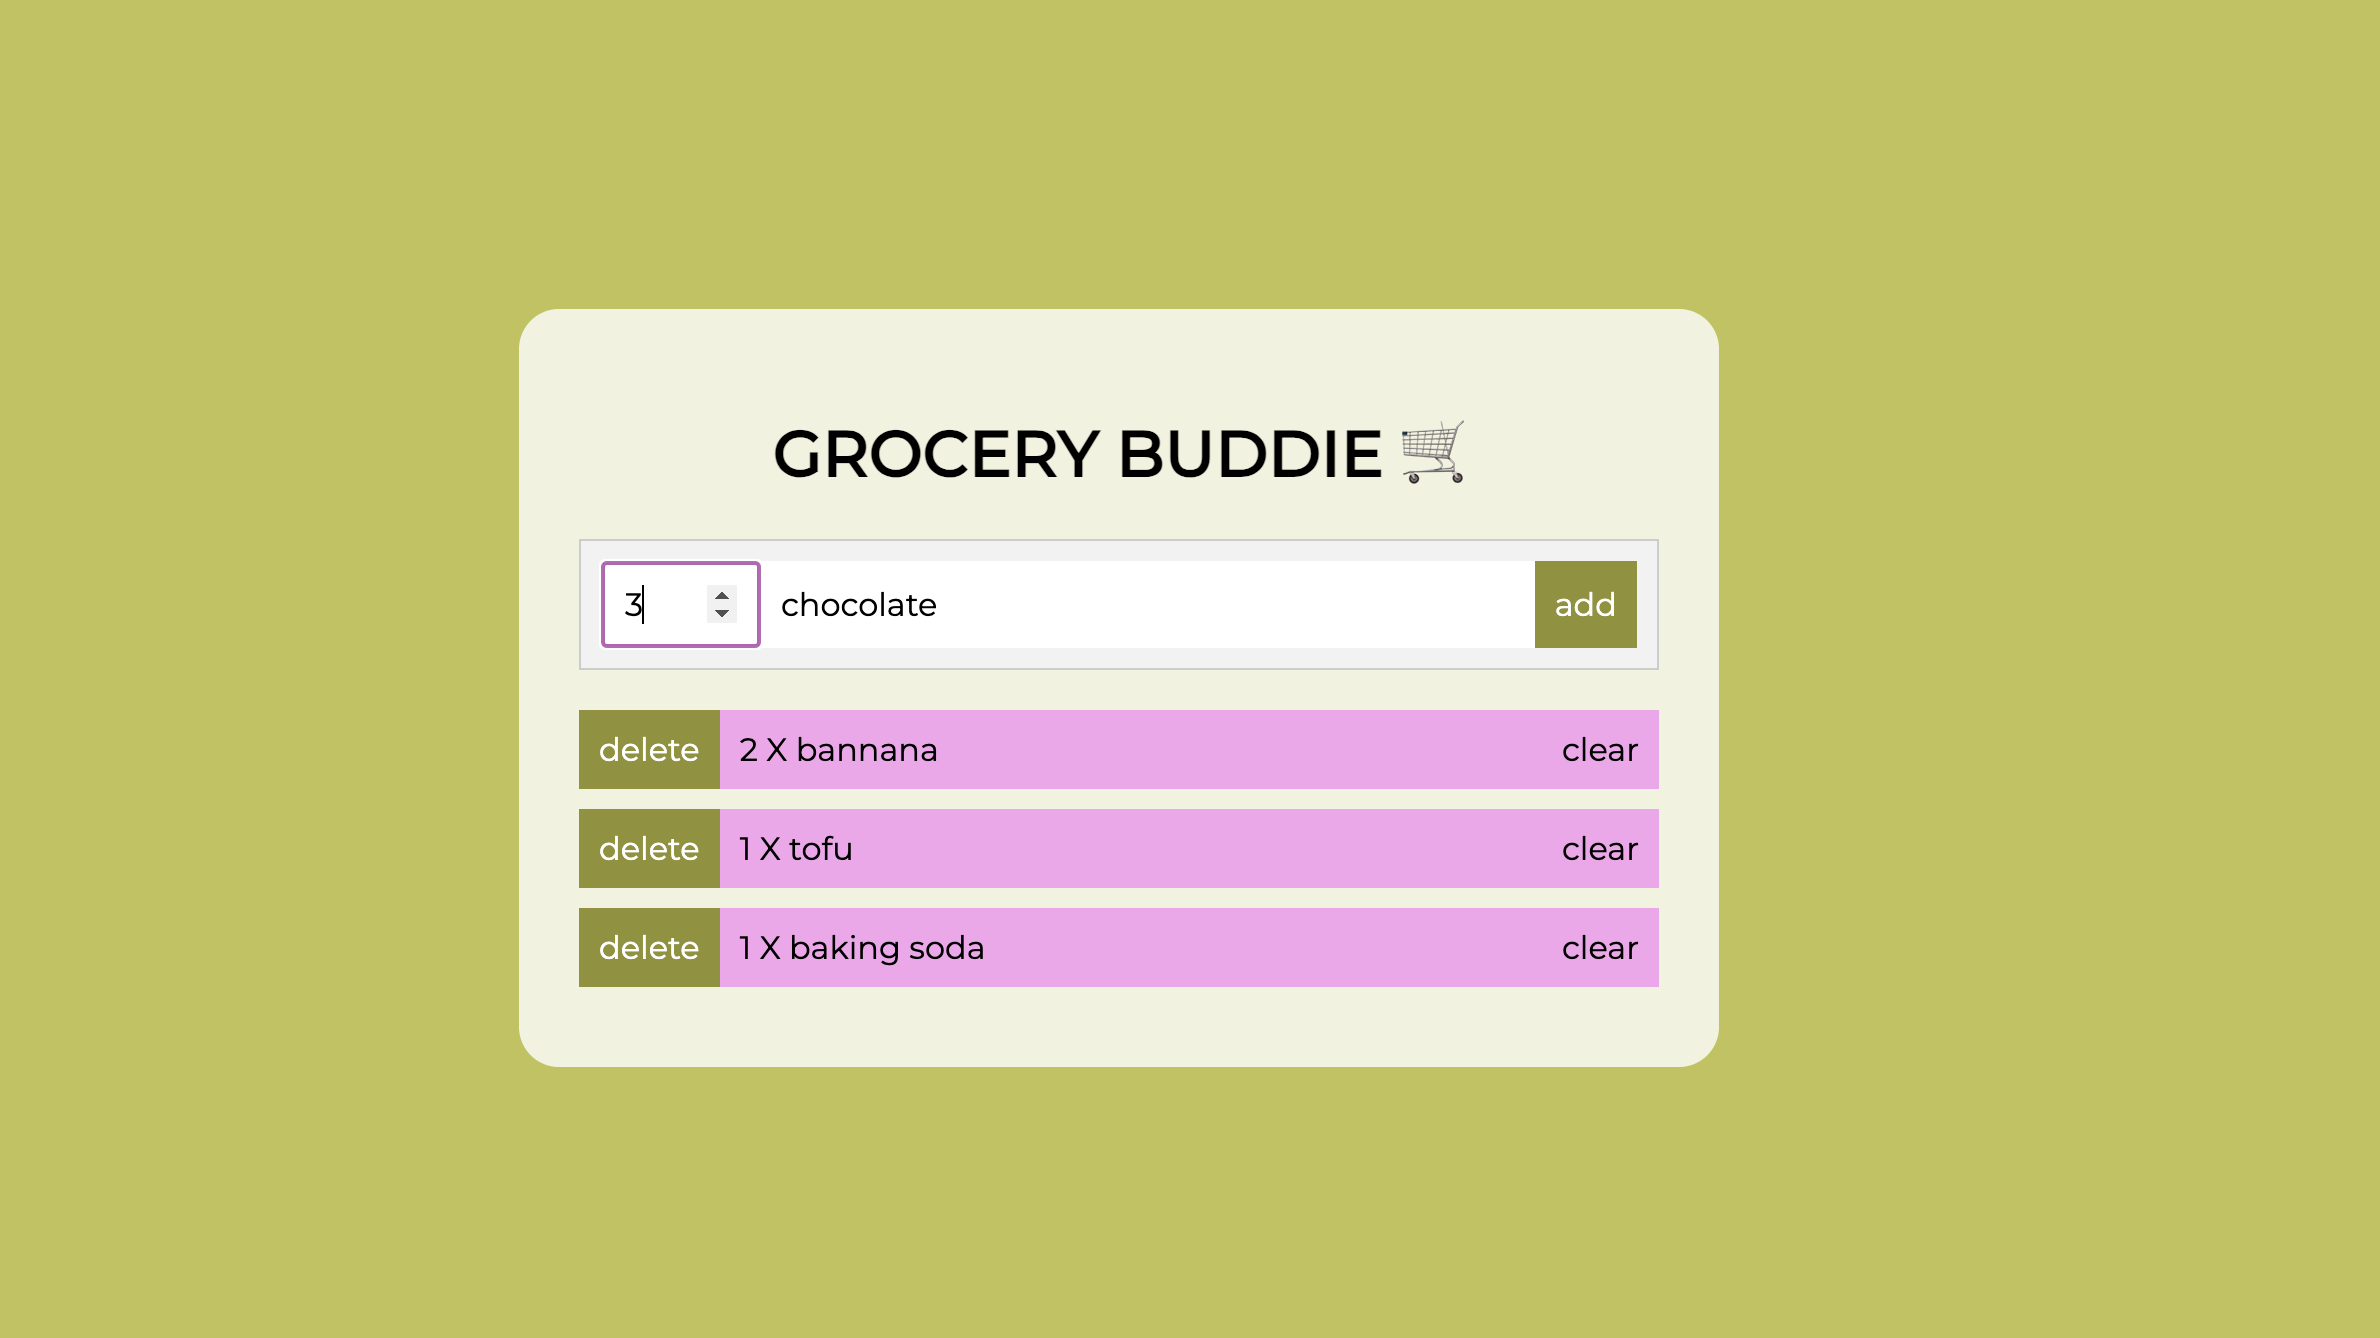 GROCERY BUDDIE
3 chocolate add
delete 2 X bannana clear
delete 1 X tofu clear
delete 1 X baking soda clear